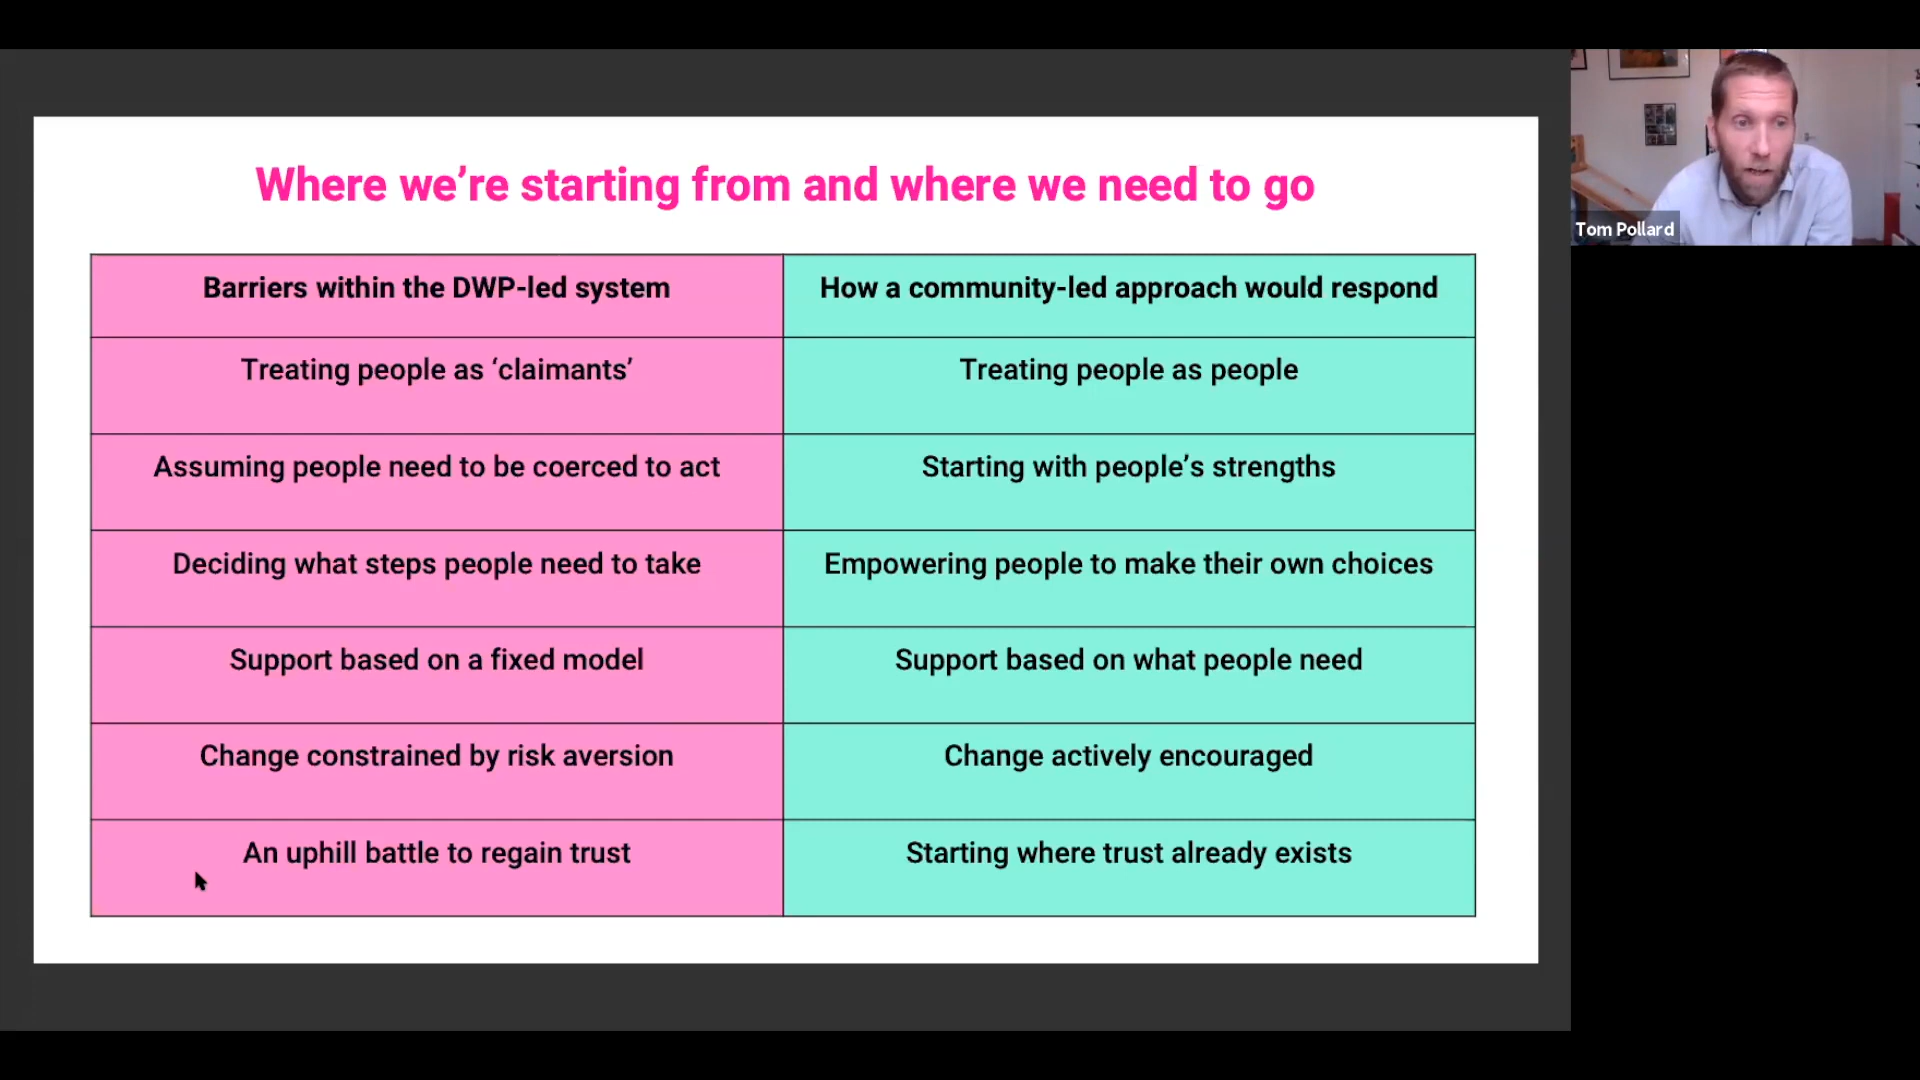 Where we’re starting from and where we need to go
Barriers within the DWP-led system
How a community-led approach would respond
Treating people as ‘claimants’
Treating people as people
Assuming people need to be coerced to act
Starting with people’s strengths
Deciding what steps people need to take
Empowering people to make their own choices
Support based on a fixed model
Support based on what people need
Change constrained by risk aversion
Change actively encouraged
An uphill battle to regain trust
Starting where trust already exists
Tom Pollard